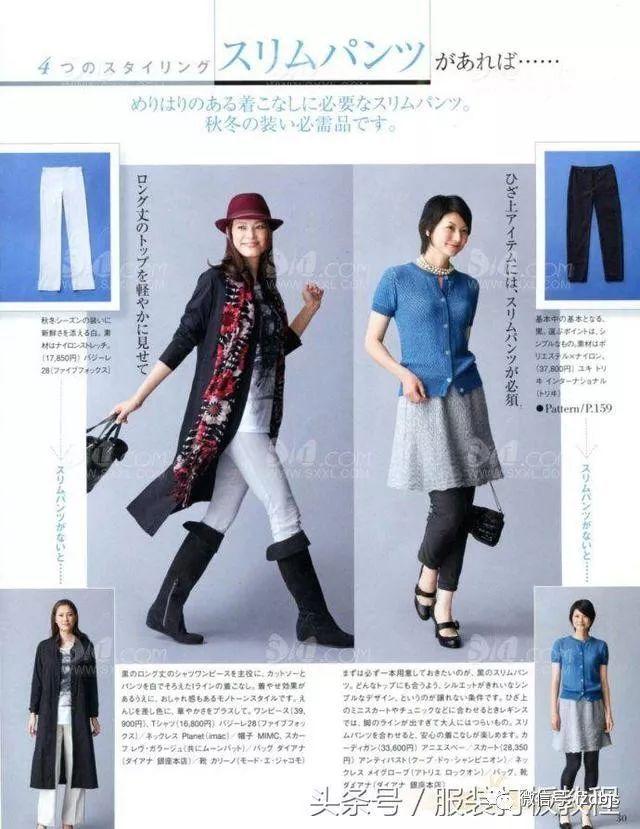 4つのスタイリング
スリムパンツがあれば……
めりはりのある着こなしに必要なスリムパンツ。
秋冬の装い必需品です。
ロング丈のトップを軽やかに見せて
ひざ上アイテムには、スリムパンツが必須
秋冬シーズンの装いに
新鮮さを添える白。素
材はナイロンストレッチ。
(17,850円) バジーレ
28(ファイブフォックス)
基本中の基本となる、
黒。選ぶポイントは、シ
ンプルなもの。素材はポ
リエステル×ナイロン。
(37,800円) ユキ トリ
ヰ インターナショナル
(トリヰ)
●Pattern/P.159
スリムパンツがないと……
スリムパンツがないと……
黒のロング丈のシャツワンピースを主役に、カットソーと
パンツを白でそろえたIラインの着こなし。着やせ効果
があるうえに、おしゃれ感もあるモノトーンスタイルです。え
んじを差し色に、華やかさをプラスして。ワンピース(39,
900円)、Tシャツ(16,800円) バジーレ28(ファイブフォッ
クス)/ネックレス Planet(imac)/帽子 MIMC、スカー
フ レヴ・ガラージュ(共にムーンバット)/バッグ ダイアナ
(ダイアナ 銀座本店)/靴 カリーノ(モード・エ・ジャコモ)
まずは必ず一本用意しておきたいのが、黒のスリムパン
ツ。どんなトップにも合うよう、シルエットがきれいなシン
プルなデザイン、というのが譲れない条件です。ひざ上
のミニスカートやチュニックなどに合わせるときレギンス
では、脚のラインが出すぎて大人にはつらいもの。スリ
ムパンツを合わせると、安心の着こなしが楽しめます。カ
ーディガン(33,600円) アニエスベー/スカート(28,350
円) アンティパスト(クープ・ドゥ・シャンピニオン)/ネック
レス メイグローブ(アトリエ ロックオン)/バッグ、靴
ダイアナ(ダイアナ 銀座本店)
SXXL.COM
头条号/服装打板教程
30